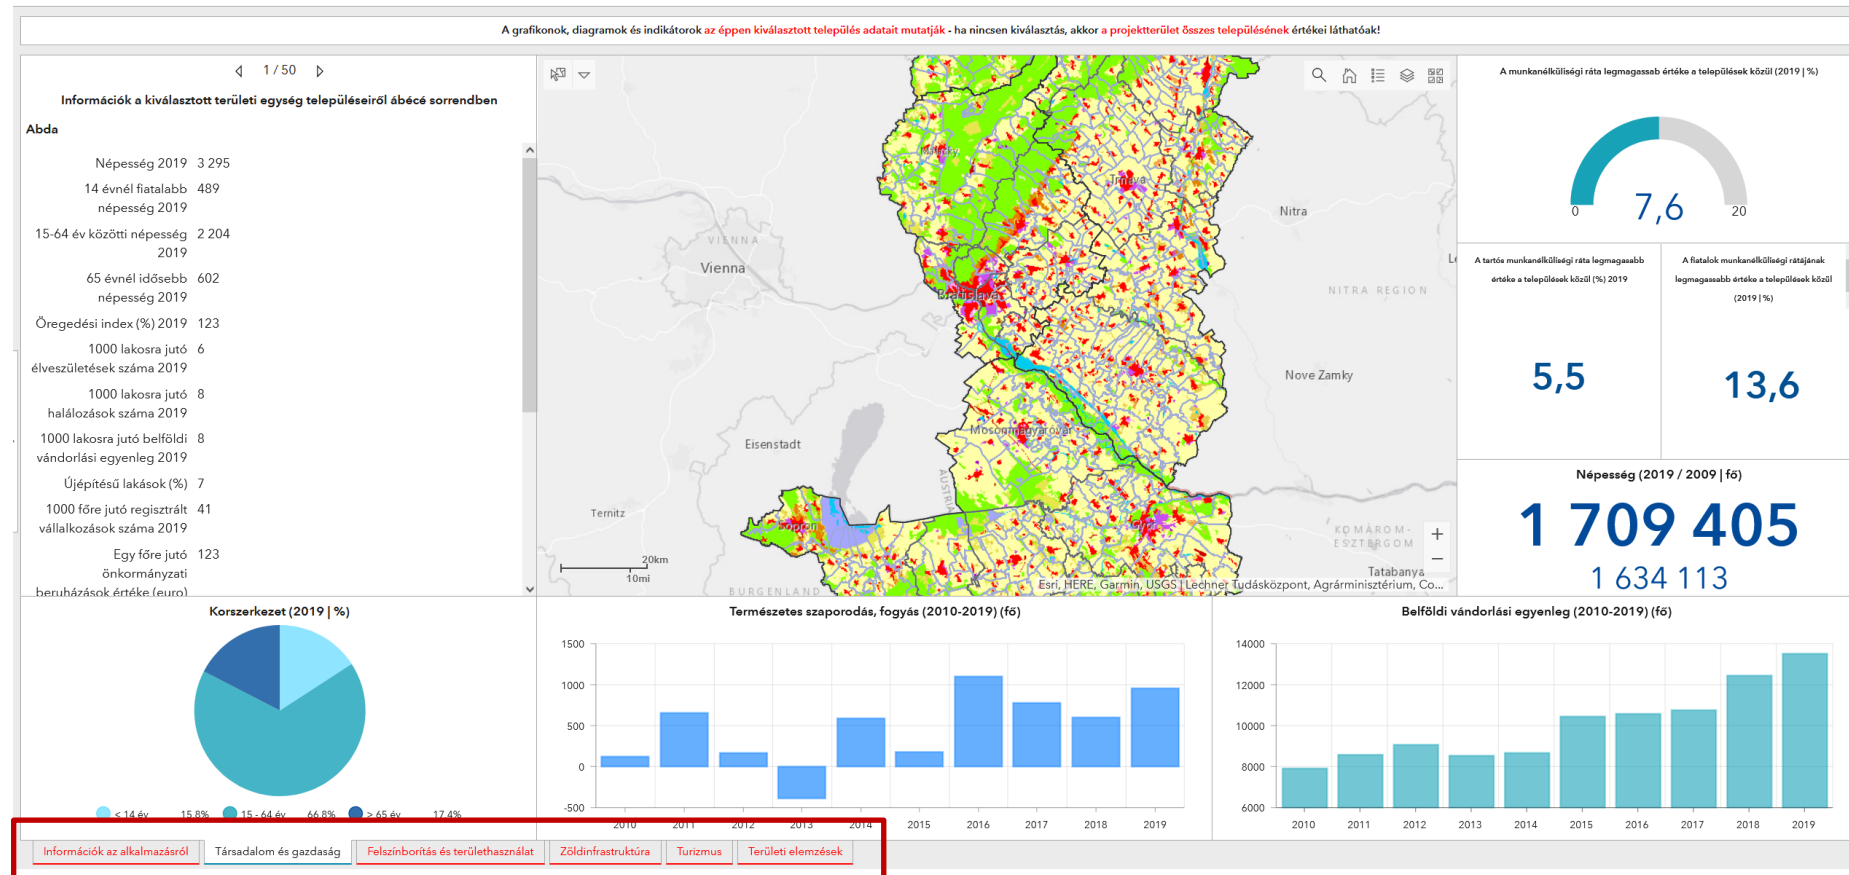 A grafikonok, diagramok és indikátorok az éppen kiválasztott település adatait mutatják - ha nincsen kiválasztás, akkor a projektterület összes településének értékei láthatóak!
1 / 50
Információk a kiválasztott területi egység településeiről ábécé sorrendben
Abda
Népesség 2019 3 295
14 évnél fiatalabb 489
népesség 2019
15-64 év közötti népesség 2 204
2019
65 évnél idősebb 602
népesség 2019
Öregedési index (%) 2019 123
1000 lakosra jutó 6
élveszületések száma 2019
1000 lakosra jutó 8
halálozások száma 2019
1000 lakosra jutó belföldi 8
vándorlási egyenleg 2019
Újépítésű lakások (%) 7
1000 főre jutó regisztrált 41
vállalkozások száma 2019
Egy főre jutó 123
önkormányzati
beruházások értéke (euro)
Malacky
Trnava
Nitra
VIENNA
Vienna
Bratislava
NITRA REGION
Nove Zamky
Mosonmagyaróvár
Eisenstadt
AUSTRIA
Ternitz
Sopron
Győr
KOMÁROM-
ESZTERGOM
Tatabánya
BURGENLAND
20km
10mi
+
−
Esri, HERE, Garmin, USGS | Lechner Tudásközpont, Agrárminisztérium, Co...
A munkanélküliségi ráta legmagassab értéke a települések közül (2019 | %)
7,6
0 20
A tartós munkanélküliségi ráta legmagasabb
értéke a települések közül (%) 2019
5,5
A fiatalok munkanélküliségi rátájának
legmagassabb értéke a települések közül
(2019 | %)
13,6
Népesség (2019 / 2009 | fő)
1 709 405
1 634 113
Korszerkezet (2019 | %)
< 14 év 15.8% 15 - 64 év 66.8% > 65 év 17.4%
Természetes szaporodás, fogyás (2010-2019) (fő)
1500
1000
500
0
-500
2010 2011 2012 2013 2014 2015 2016 2017 2018 2019
Belföldi vándorlási egyenleg (2010-2019) (fő)
14000
12000
10000
8000
6000
2010 2011 2012 2013 2014 2015 2016 2017 2018 2019
Információk az alkalmazásról Társadalom és gazdaság Felszínborítás és területhasználat Zöldinfrastruktúra Turizmus Területi elemzések